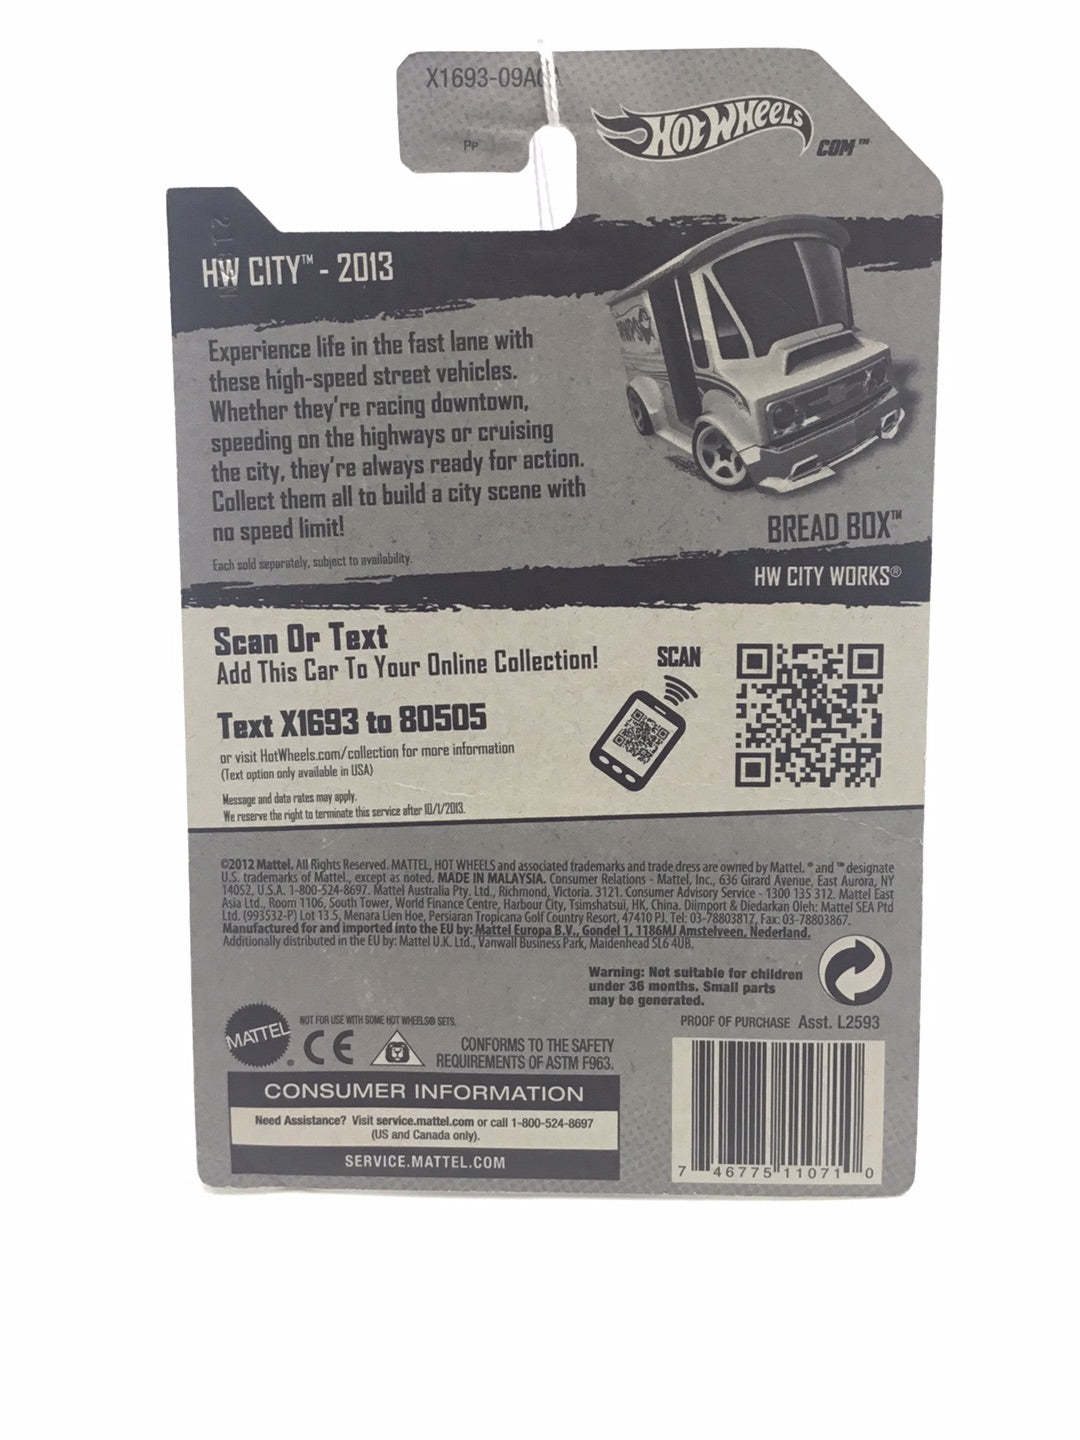 X1693-09A0
PP
HOT WHEELS
.COM™
HW CITY™ - 2013
Experience life in the fast lane with
these high-speed street vehicles.
Whether they're racing downtown,
speeding on the highways or cruising
the city, they're always ready for action.
Collect them all to build a city scene with
no speed limit!
Each sold separately, subject to availability.
BREAD BOX™
HW CITY WORKS®
Scan Or Text
Add This Car To Your Online Collection!
Text X1693 to 80505
or visit HotWheels.com/collection for more information
(Text option only available in USA)
Message and data rates may apply.
We reserve the right to terminate this service after 10/1/2013.
SCAN
©2012 Mattel. All Rights Reserved. MATTEL, HOT WHEELS and associated trademarks and trade dress are owned by Mattel. ® and ™ designate
U.S. trademarks of Mattel, except as noted. MADE IN MALAYSIA. Consumer Relations - Mattel, Inc., 636 Girard Avenue, East Aurora, NY
14052, U.S.A. 1-800-524-8697. Mattel Australia Pty. Ltd., Richmond, Victoria. 3121. Consumer Advisory Service - 1300 135 312. Mattel East
Asia Ltd., Room 1106, South Tower, World Finance Centre, Harbour City, Tsimshatsui, HK, China. Diimport & Diedarkan Oleh: Mattel SEA Ptd
Ltd. (993532-P) Lot 13.5, Menara Lien Hoe, Persiaran Tropicana Golf Country Resort, 47410 PJ. Tel: 03-78803817, Fax: 03-78803867.
Manufactured for and imported into the EU by: Mattel Europa B.V., Gondel 1, 1186MJ Amstelveen, Nederland.
Additionally distributed in the EU by: Mattel U.K. Ltd., Vanwall Business Park, Maidenhead SL6 4UB.
Warning: Not suitable for children
under 36 months. Small parts
may be generated.
PROOF OF PURCHASE Asst. L2593
MATTEL
NOT FOR USE WITH SOME HOT WHEELS® SETS.
CE
CONFORMS TO THE SAFETY
REQUIREMENTS OF ASTM F963.
CONSUMER INFORMATION
Need Assistance? Visit service.mattel.com or call 1-800-524-8697
(US and Canada only).
SERVICE.MATTEL.COM
7 46775 11071 0